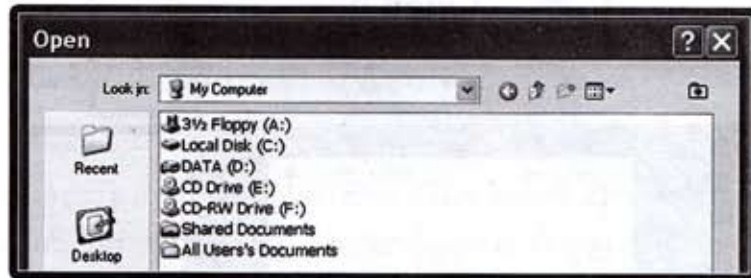 Open
Look in: My Computer
3½ Floppy (A:)
Local Disk (C:)
DATA (D:)
CD Drive (E:)
CD-RW Drive (F:)
Shared Documents
All Users's Documents
Recent
Desktop